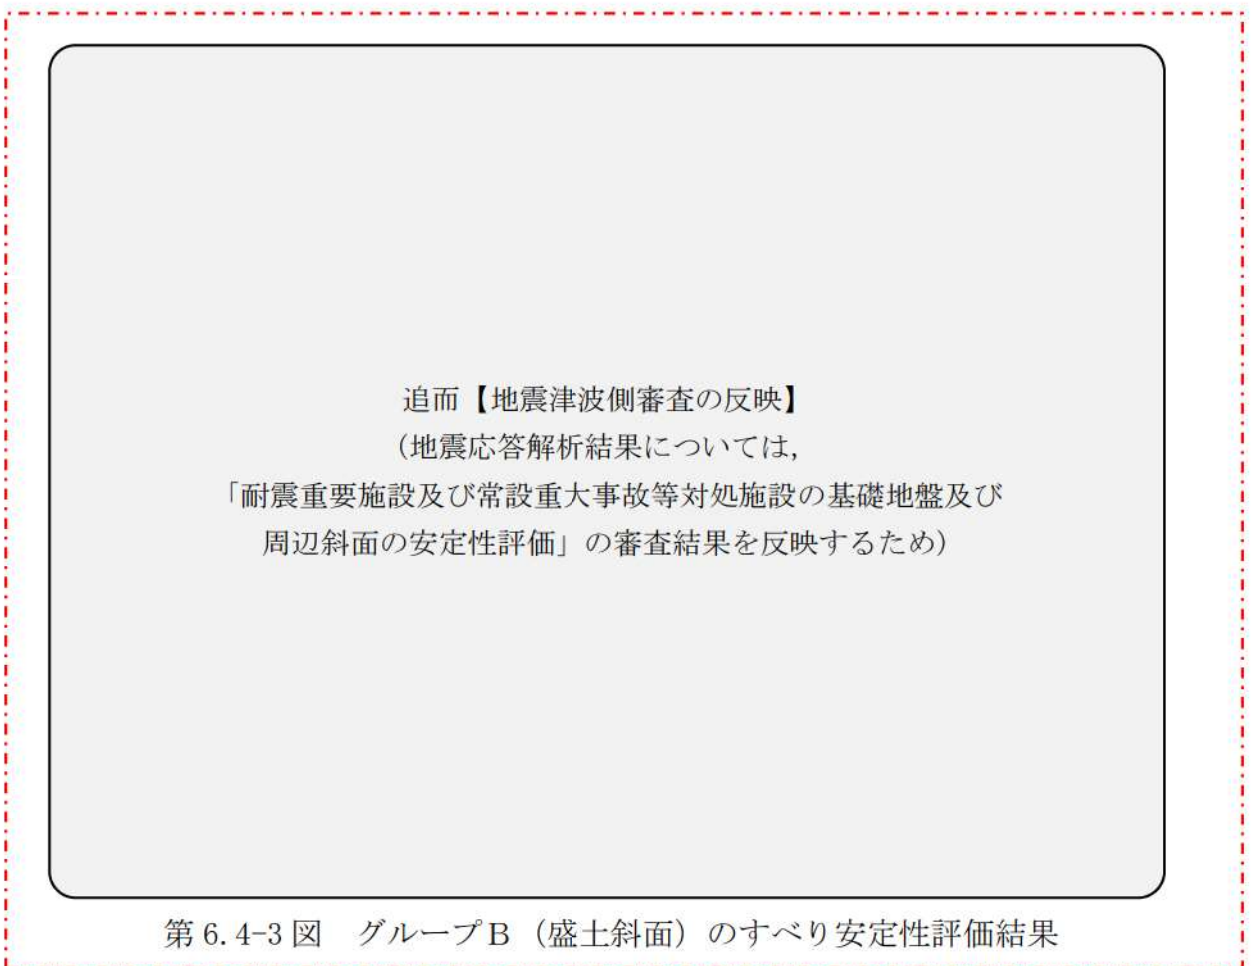 追而【地震津波側審査の反映】
（地震応答解析結果については，
「耐震重要施設及び常設重大事故等対処施設の基礎地盤及び
周辺斜面の安定性評価」の審査結果を反映するため）
第 6.4-3 図　グループＢ（盛土斜面）のすべり安定性評価結果